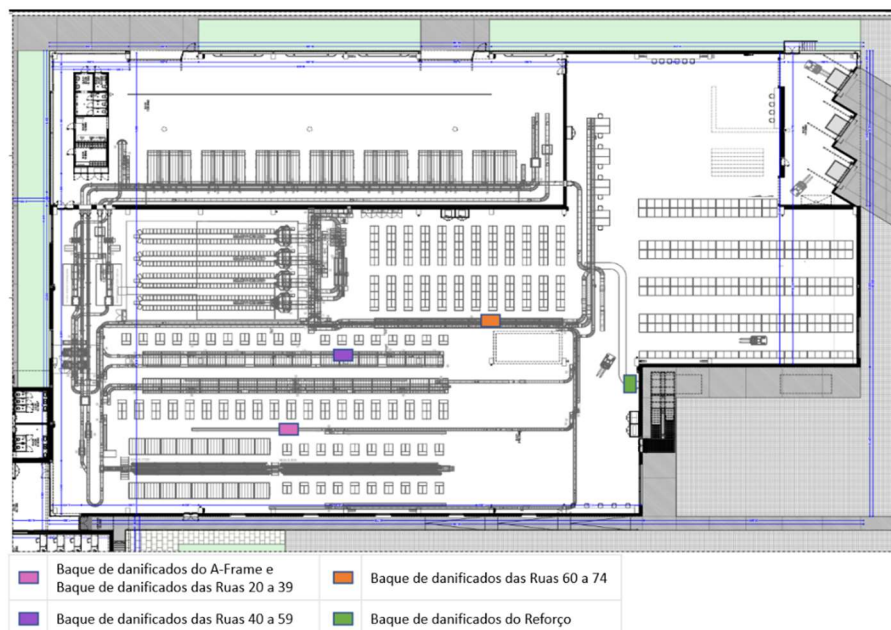 Baque de danificados do A-Frame e
Baque de danificados das Ruas 20 a 39
Baque de danificados das Ruas 60 a 74
Baque de danificados das Ruas 40 a 59
Baque de danificados do Reforço